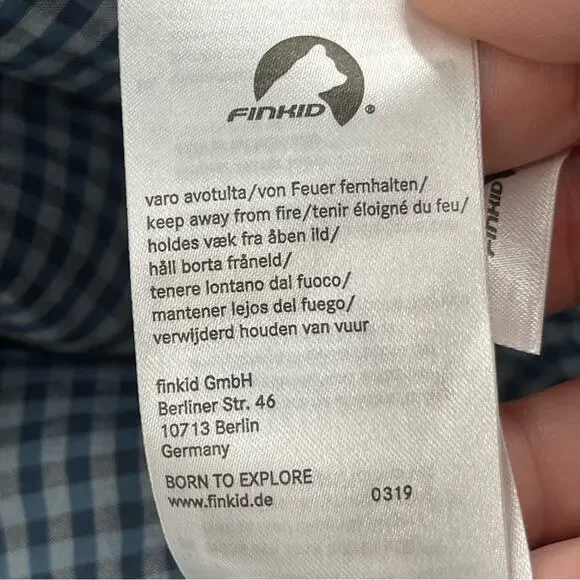 FINKID®
varo avotulta/von Feuer fernhalten/
keep away from fire/tenir éloigné du feu/
holdes væk fra åben ild/
håll borta fråneld/
tenere lontano dal fuoco/
mantener lejos del fuego/
verwijderd houden van vuur
finkid GmbH
Berliner Str. 46
10713 Berlin
Germany
BORN TO EXPLORE
www.finkid.de 0319
FINKID